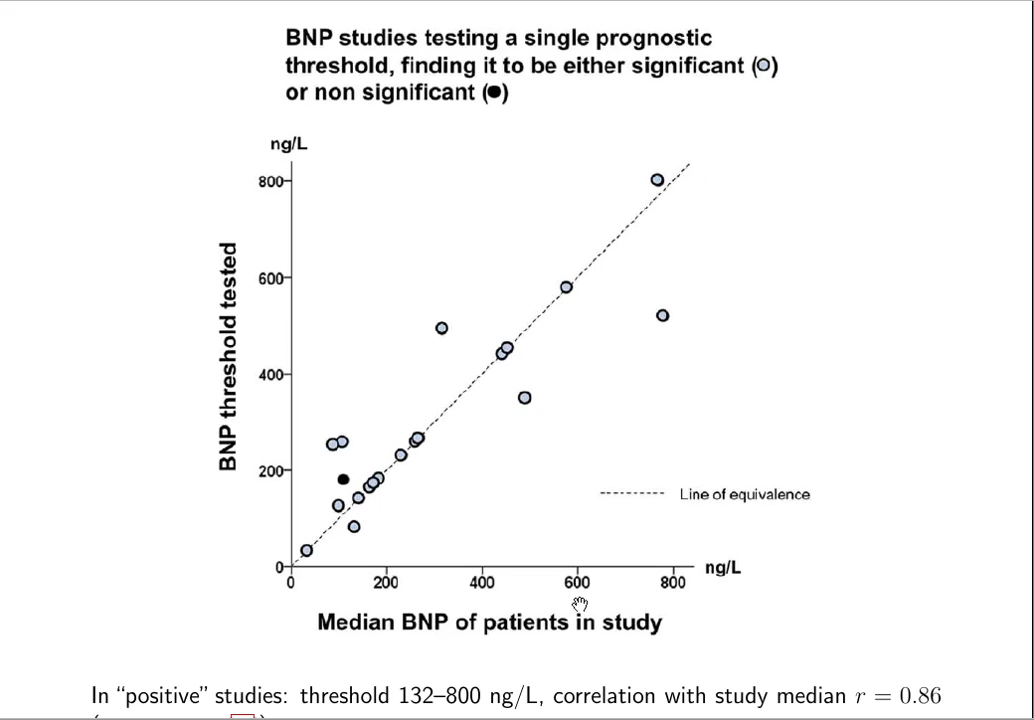 BNP studies testing a single prognostic
threshold, finding it to be either significant (○)
or non significant (●)
ng/L
800
600
400
200
0
BNP threshold tested
Line of equivalence
0 200 400 600 800 ng/L
Median BNP of patients in study
In “positive” studies: threshold 132–800 ng/L, correlation with study median r = 0.86